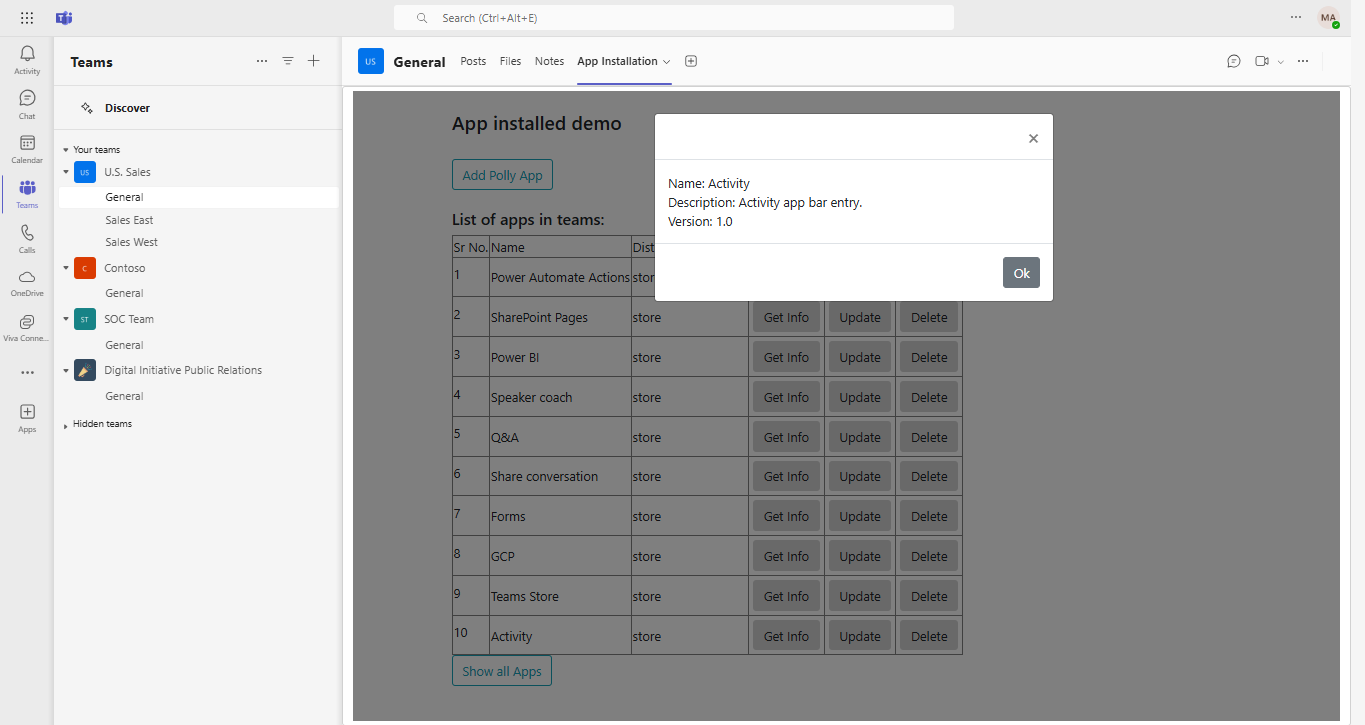 Search (Ctrl+Alt+E)
MA
Activity
Chat
Calendar
Teams
Calls
OneDrive
Viva Conne...
Apps
Teams
Discover
Your teams
US U.S. Sales
General
Sales East
Sales West
C Contoso
General
ST SOC Team
General
Digital Initiative Public Relations
General
Hidden teams
US General Posts Files Notes App Installation
App installed demo
Add Polly App
List of apps in teams:
Sr No. Name Dist
1 Power Automate Actions stor
2 SharePoint Pages store Get Info Update Delete
3 Power BI store Get Info Update Delete
4 Speaker coach store Get Info Update Delete
5 Q&A store Get Info Update Delete
6 Share conversation store Get Info Update Delete
7 Forms store Get Info Update Delete
8 GCP store Get Info Update Delete
9 Teams Store store Get Info Update Delete
10 Activity store Get Info Update Delete
Show all Apps
×
Name: Activity
Description: Activity app bar entry.
Version: 1.0
Ok